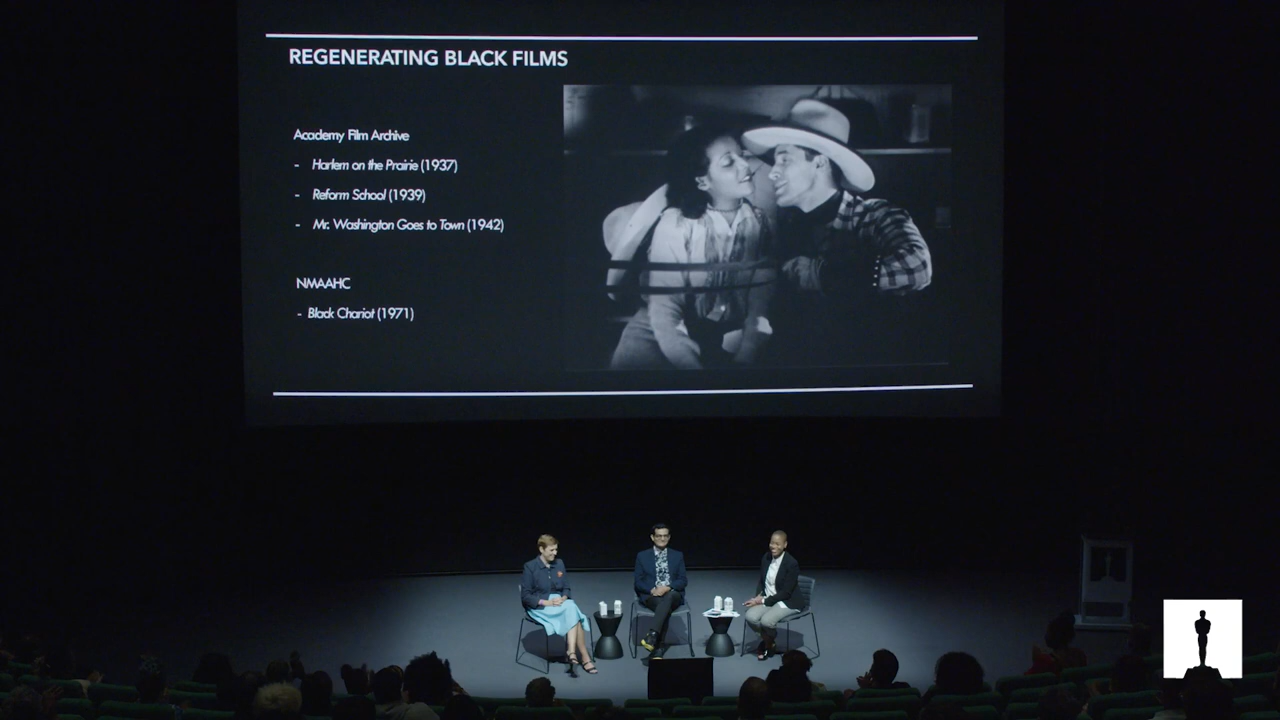 REGENERATING BLACK FILMS
Academy Film Archive
- Harlem on the Prairie (1937)
- Reform School (1939)
- Mr. Washington Goes to Town (1942)
NMAAHC
- Black Chariot (1971)